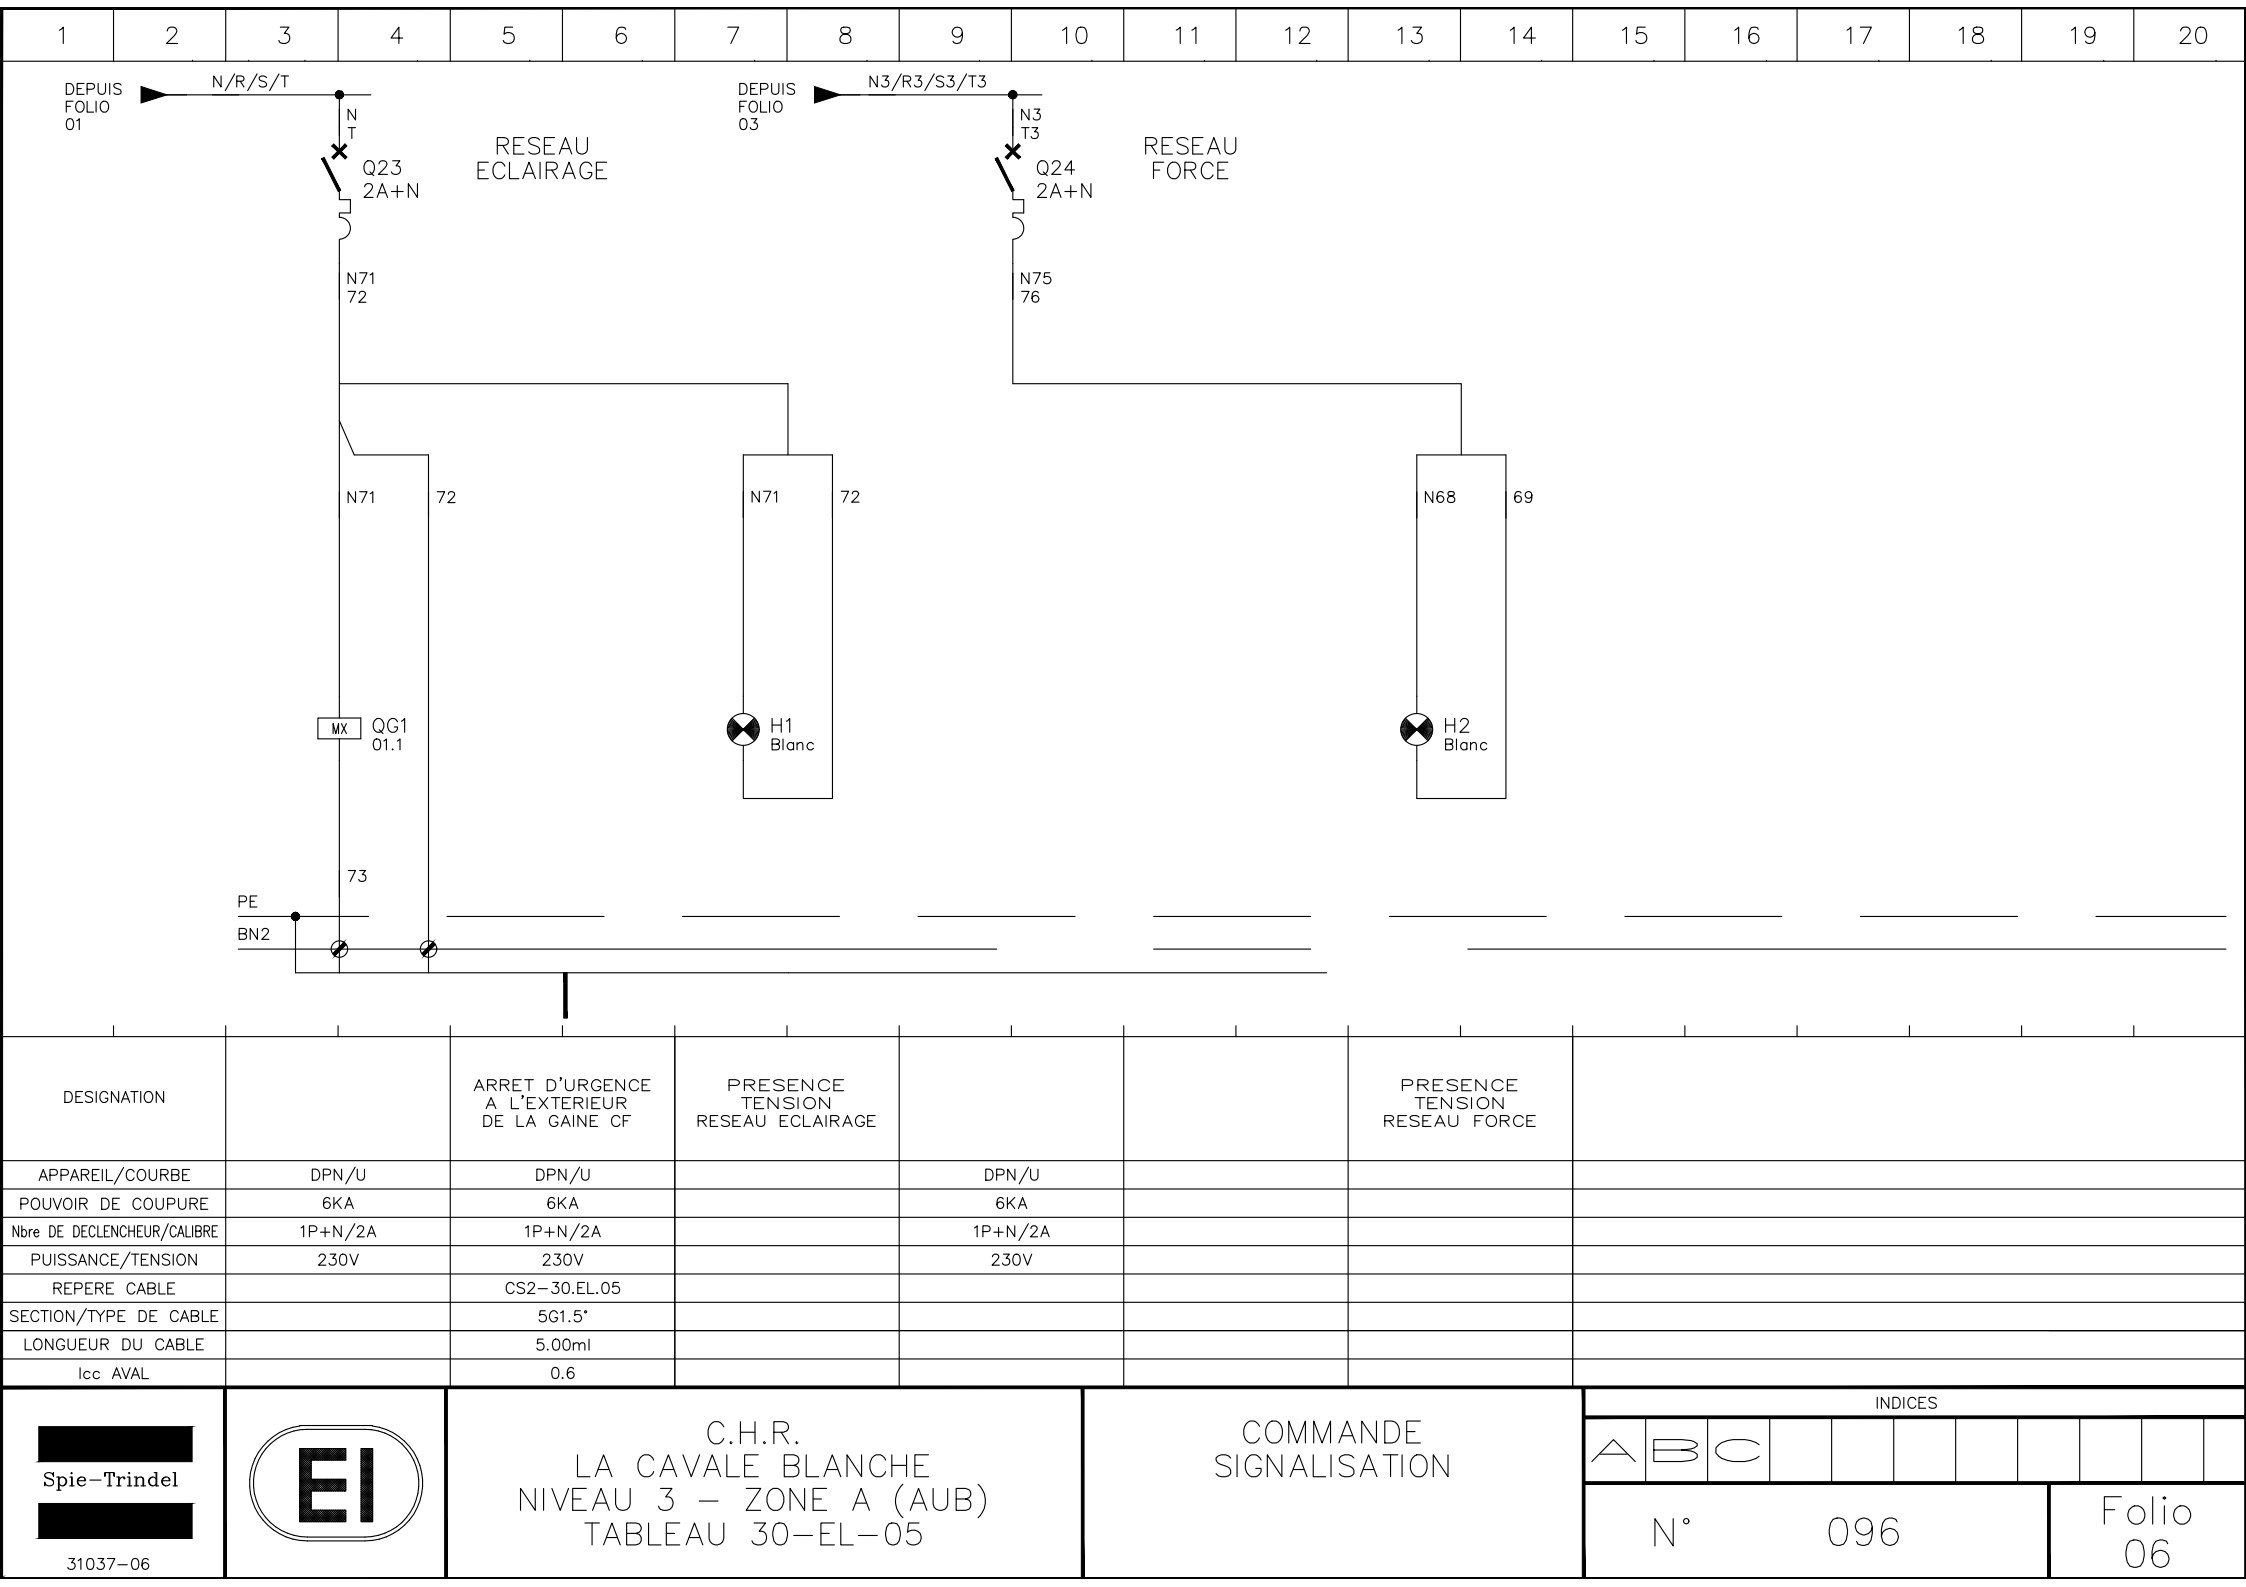 1 2 3 4 5 6 7 8 9 10 11 12 13 14 15 16 17 18 19 20
DEPUIS
FOLIO
01
N/R/S/T
N
T
Q23
2A+N
RESEAU
ECLAIRAGE
DEPUIS
FOLIO
03
N3/R3/S3/T3
N3
T3
Q24
2A+N
RESEAU
FORCE
N71
72
N75
76
N71
72
N71
72
N68
69
MX
QG1
01.1
H1
Blanc
H2
Blanc
73
PE
BN2
DESIGNATION
ARRET D'URGENCE
A L'EXTERIEUR
DE LA GAINE CF
PRESENCE
TENSION
RESEAU ECLAIRAGE
PRESENCE
TENSION
RESEAU FORCE
APPAREIL/COURBE DPN/U DPN/U DPN/U
POUVOIR DE COUPURE 6KA 6KA 6KA
Nbre DE DECLENCHEUR/CALIBRE 1P+N/2A 1P+N/2A 1P+N/2A
PUISSANCE/TENSION 230V 230V 230V
REPERE CABLE CS2-30.EL.05
SECTION/TYPE DE CABLE 5G1.5°
LONGUEUR DU CABLE 5.00ml
Icc AVAL 0.6
Spie-Trindel
31037-06
EI
C.H.R.
LA CAVALE BLANCHE
NIVEAU 3 - ZONE A (AUB)
TABLEAU 30-EL-05
COMMANDE
SIGNALISATION
INDICES
A B C
N° 096
Folio
06